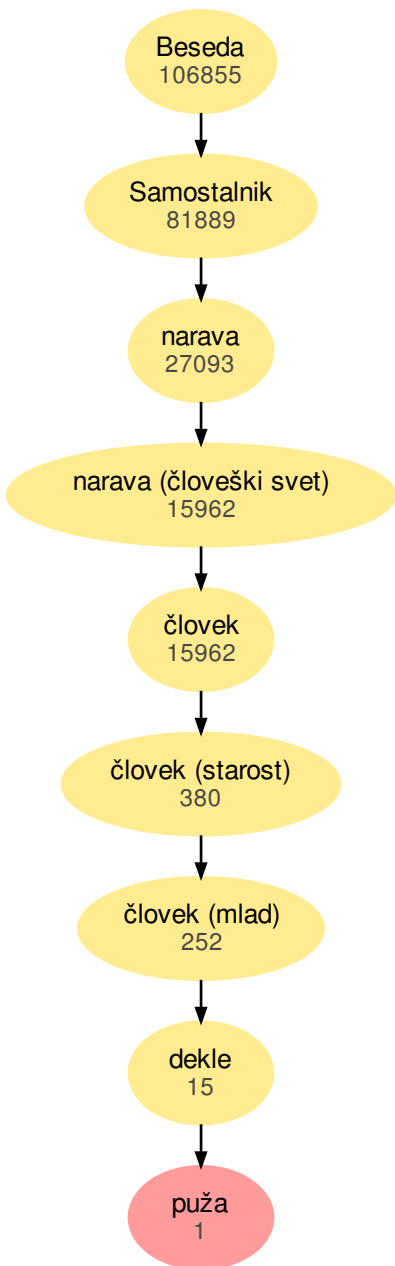 Beseda
106855
Samostalnik
81889
narava
27093
narava (človeški svet)
15962
človek
15962
človek (starost)
380
človek (mlad)
252
dekle
15
puža
1